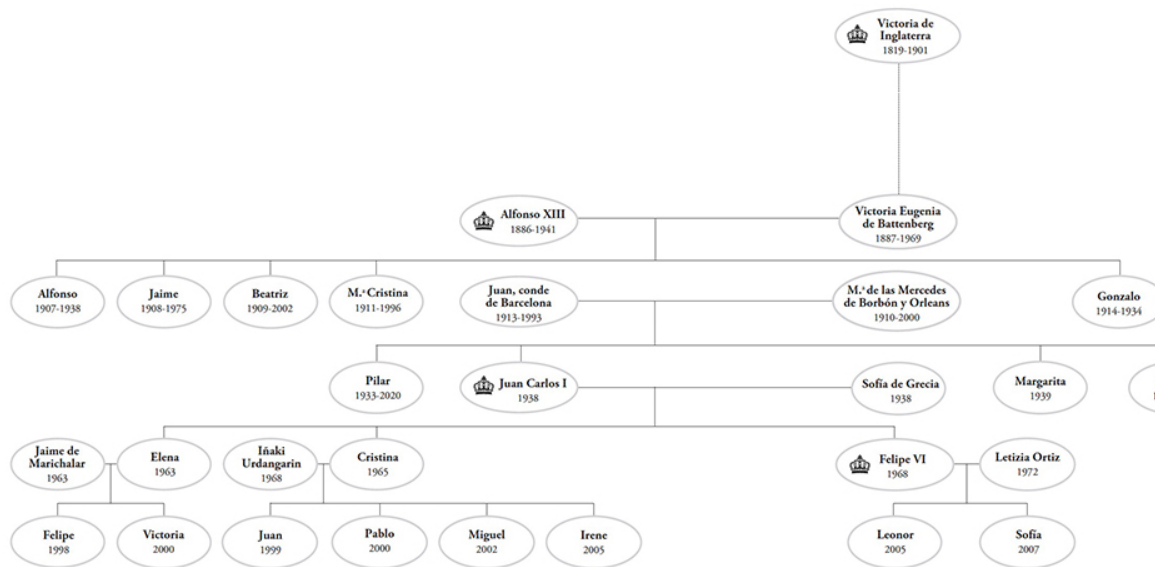 Victoria de
Inglaterra
1819-1901
Alfonso XIII
1886-1941
Victoria Eugenia
de Battenberg
1887-1969
Alfonso
1907-1938
Jaime
1908-1975
Beatriz
1909-2002
M.ª Cristina
1911-1996
Juan, conde
de Barcelona
1913-1993
M.ª de las Mercedes
de Borbón y Orleans
1910-2000
Gonzalo
1914-1934
Pilar
1933-2020
Juan Carlos I
1938
Sofía de Grecia
1938
Margarita
1939
Jaime de
Marichalar
1963
Elena
1963
Iñaki
Urdangarin
1968
Cristina
1965
Felipe VI
1968
Letizia Ortiz
1972
Felipe
1998
Victoria
2000
Juan
1999
Pablo
2000
Miguel
2002
Irene
2005
Leonor
2005
Sofía
2007